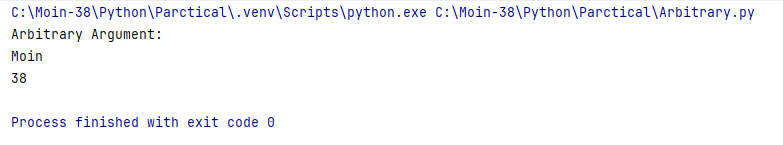 C:\Moin-38\Python\Parctical\.venv\Scripts\python.exe C:\Moin-38\Python\Parctical\Arbitrary.py
Arbitrary Argument:
Moin
38
Process finished with exit code 0